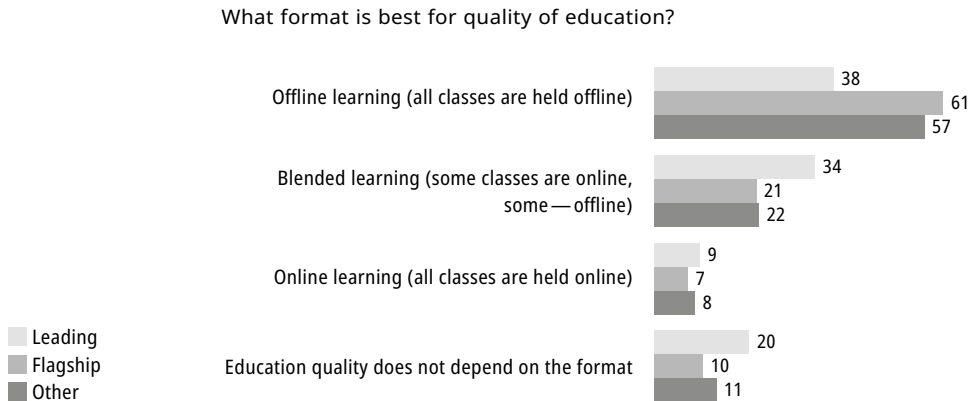 What format is best for quality of education?
Offline learning (all classes are held offline)
38
61
57
Blended learning (some classes are online,
some — offline)
34
21
22
Online learning (all classes are held online)
9
7
8
Education quality does not depend on the format
20
10
11
Leading
Flagship
Other